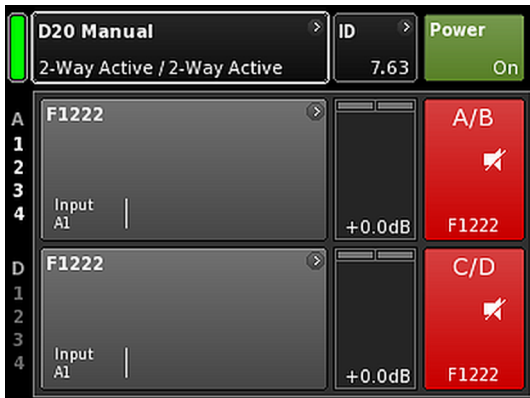 D20 Manual
2-Way Active / 2-Way Active
ID
7.63
Power
On
A
1
2
3
4
F1222
Input
A1
+0.0dB
A/B
F1222
D
1
2
3
4
F1222
Input
A1
+0.0dB
C/D
F1222